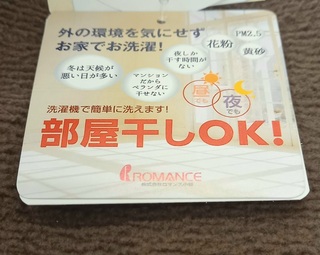 外の環境を気にせず
お家でお洗濯!
PM2.5
花粉
黄砂
夜しか
干す時間が
ない
冬は天候が
悪い日が多い
マンション
だから
ベランダに
干せない
昼
でも
夜
でも
洗濯機で簡単に洗えます!
部屋干しOK!
ROMANCE